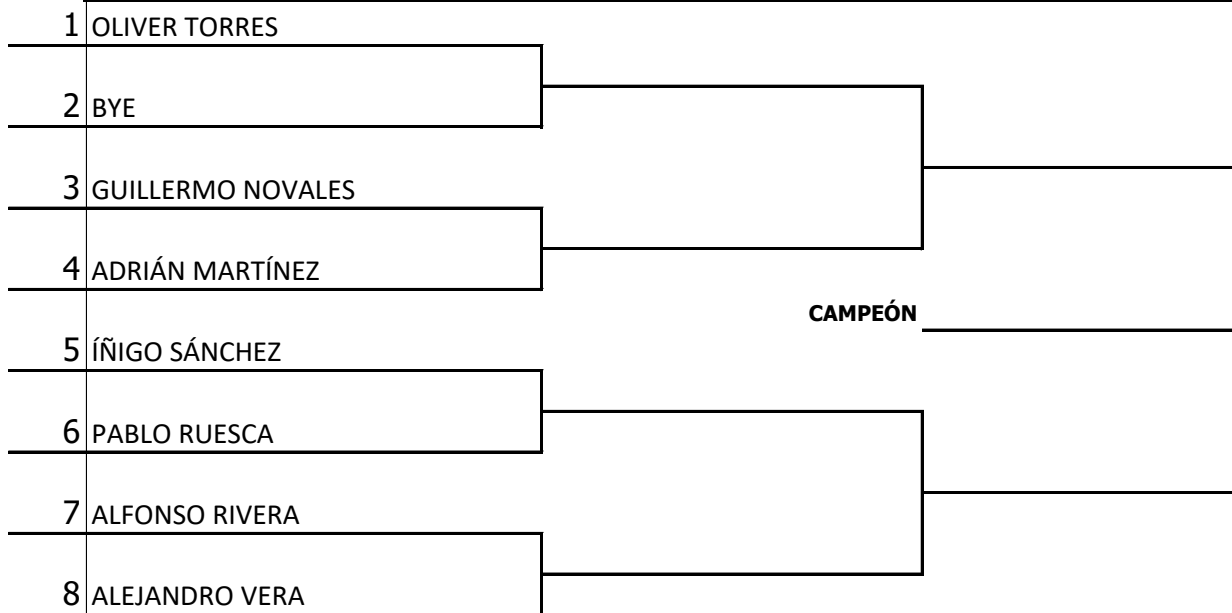 1 OLIVER TORRES
2 BYE
3 GUILLERMO NOVALES
4 ADRIÁN MARTÍNEZ
CAMPEÓN
5 ÍÑIGO SÁNCHEZ
6 PABLO RUESCA
7 ALFONSO RIVERA
8 ALEJANDRO VERA